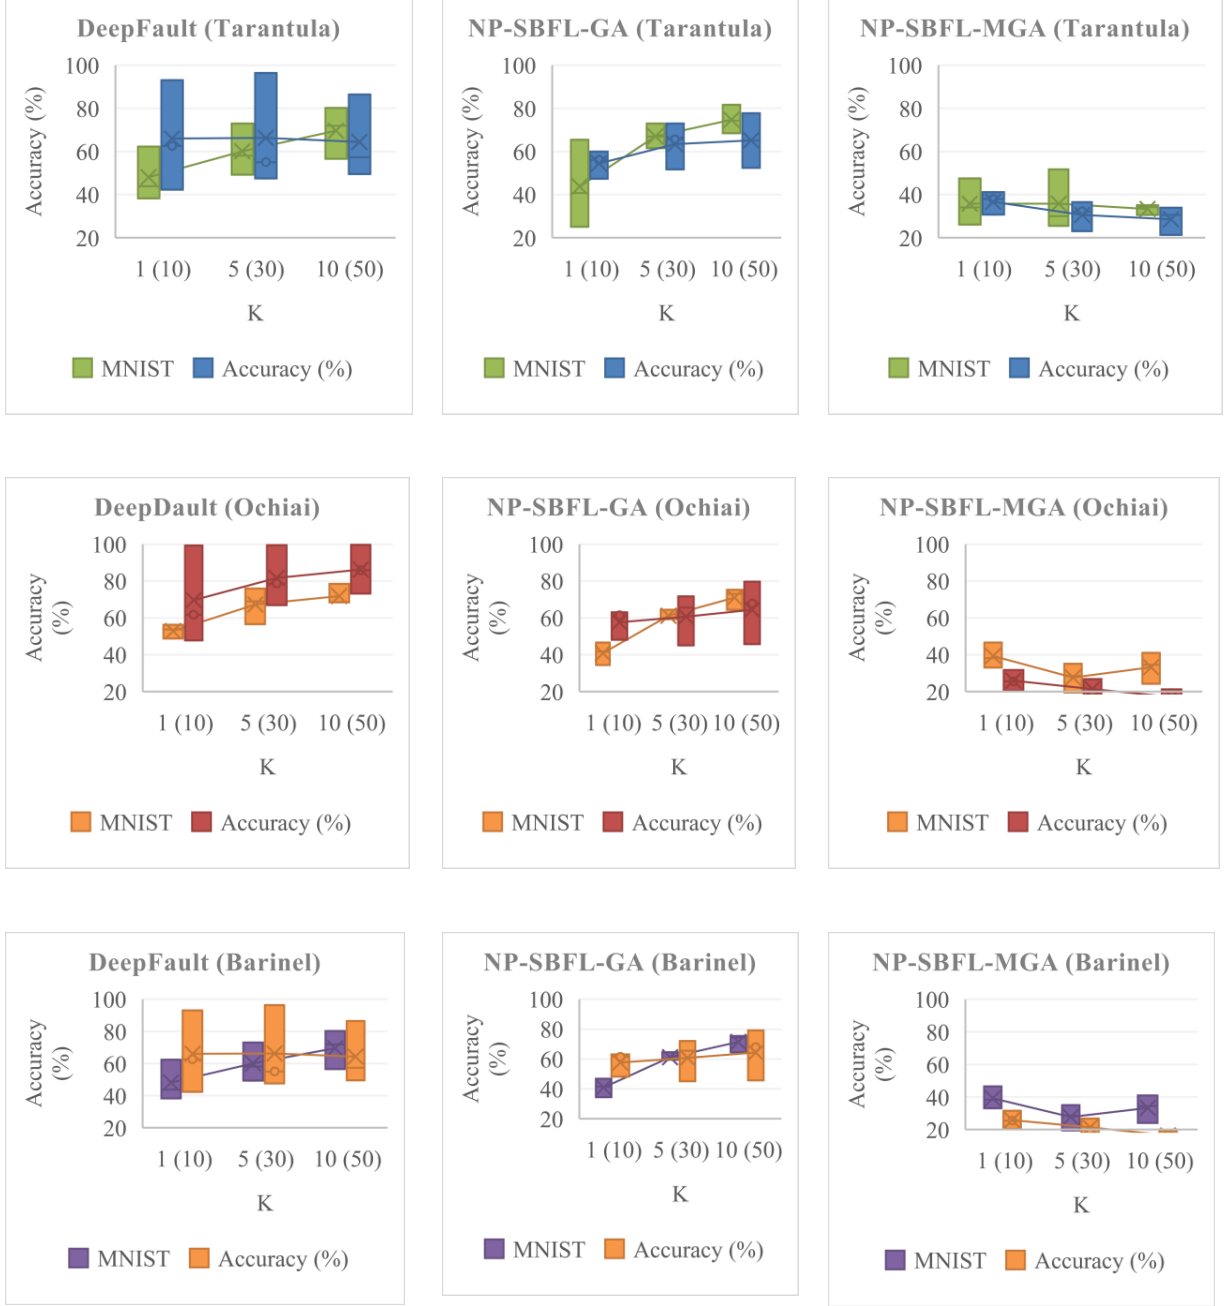 DeepFault (Tarantula)
Accuracy (%)
100
80
60
40
20
1 (10) 5 (30) 10 (50)
K
MNIST Accuracy (%)
NP-SBFL-GA (Tarantula)
Accuracy (%)
100
80
60
40
20
1 (10) 5 (30) 10 (50)
K
MNIST Accuracy (%)
NP-SBFL-MGA (Tarantula)
Accuracy (%)
100
80
60
40
20
1 (10) 5 (30) 10 (50)
K
MNIST Accuracy (%)
DeepDault (Ochiai)
Accuracy
(%)
100
80
60
40
20
1 (10) 5 (30) 10 (50)
K
MNIST Accuracy (%)
NP-SBFL-GA (Ochiai)
Accuracy
(%)
100
80
60
40
20
1 (10) 5 (30) 10 (50)
K
MNIST Accuracy (%)
NP-SBFL-MGA (Ochiai)
Accuracy
(%)
100
80
60
40
20
1 (10) 5 (30) 10 (50)
K
MNIST Accuracy (%)
DeepFault (Barinel)
Accuracy
(%)
100
80
60
40
20
1 (10) 5 (30) 10 (50)
K
MNIST Accuracy (%)
NP-SBFL-GA (Barinel)
Accuracy
(%)
100
80
60
40
20
1 (10) 5 (30) 10 (50)
K
MNIST Accuracy (%)
NP-SBFL-MGA (Barinel)
Accuracy
(%)
100
80
60
40
20
1 (10) 5 (30) 10 (50)
K
MNIST Accuracy (%)